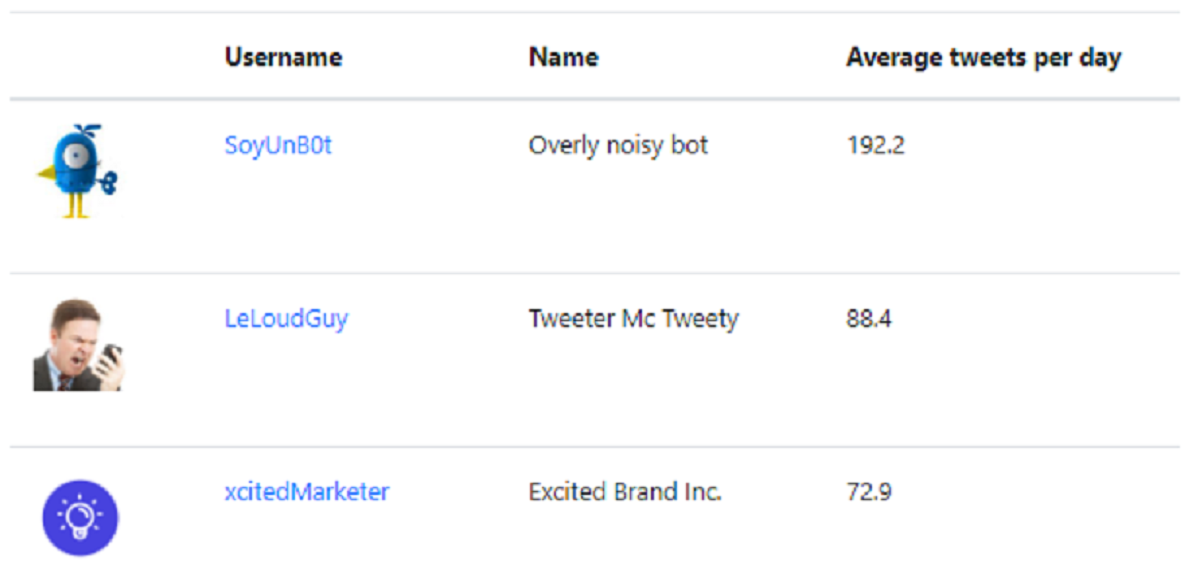 Username Name Average tweets per day
SoyUnB0t Overly noisy bot 192.2
LeLoudGuy Tweeter Mc Tweety 88.4
xcitedMarketer Excited Brand Inc. 72.9